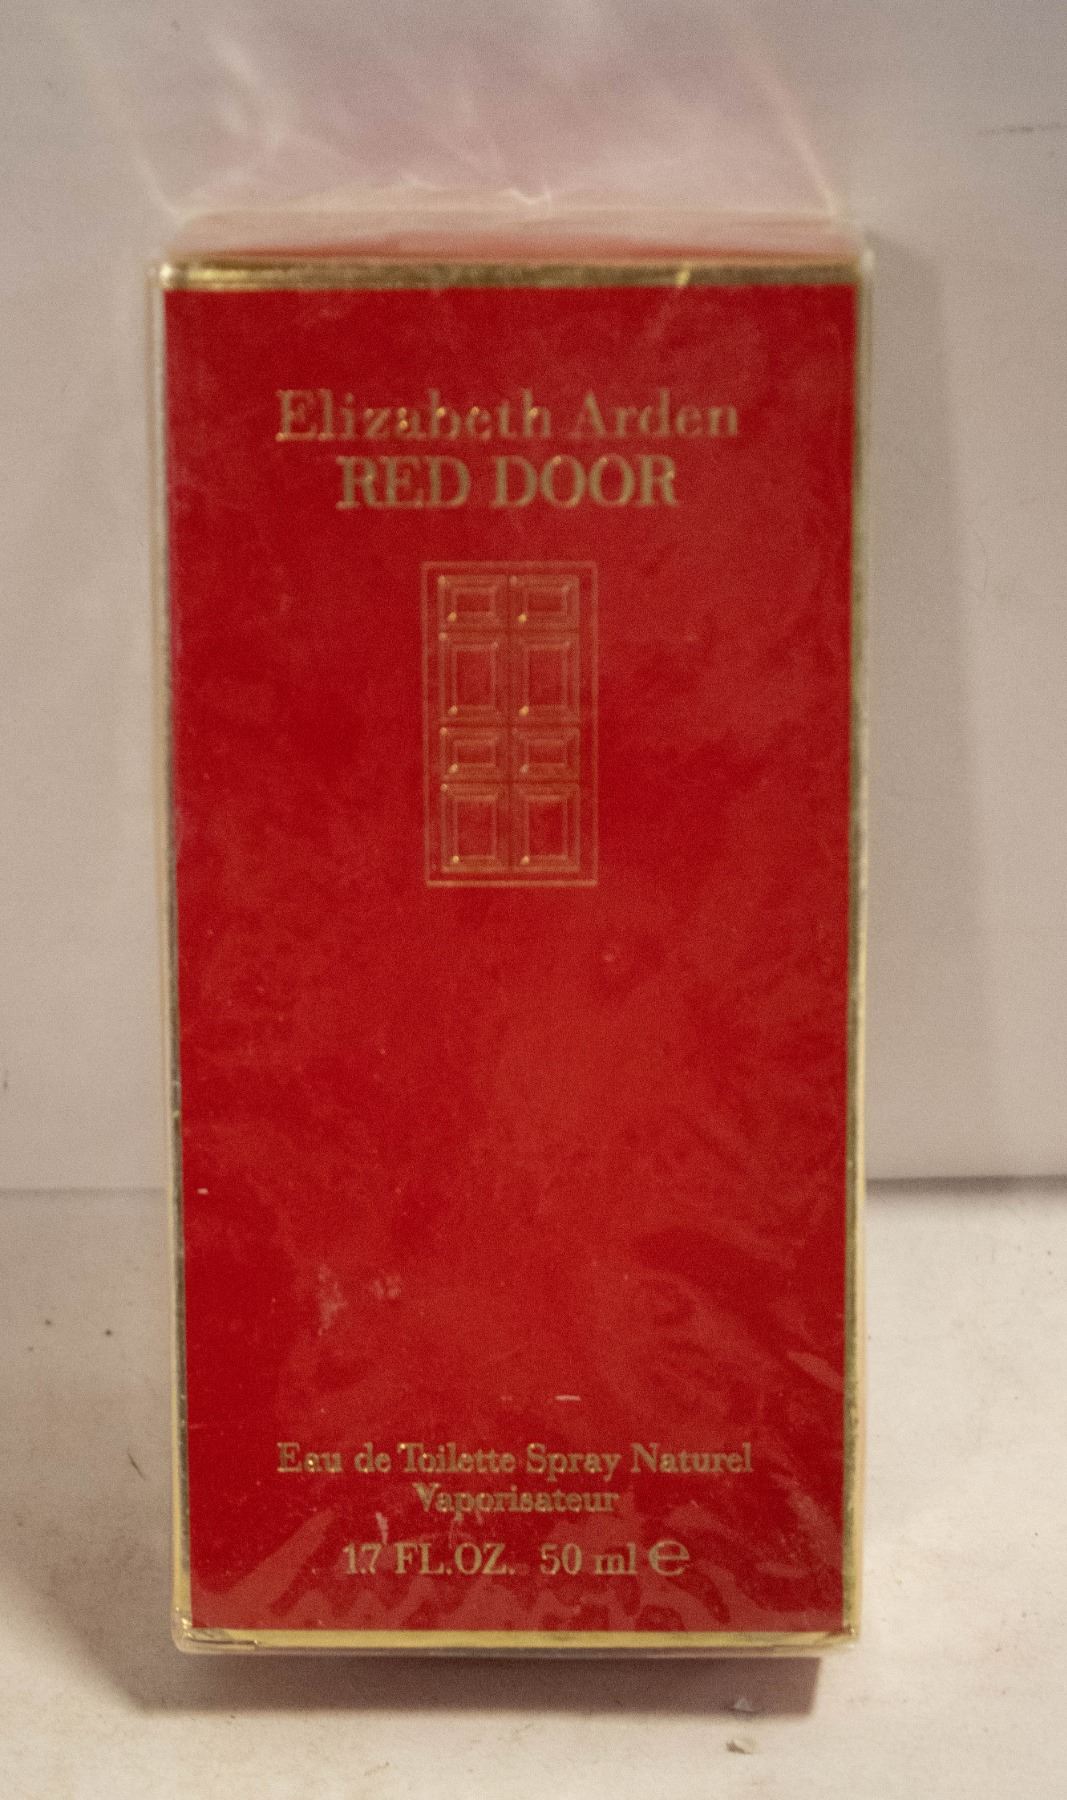 Elizabeth Arden
RED DOOR
Eau de Toilette Spray Naturel
Vaporisateur
1.7 FL.OZ. 50 ml ℮